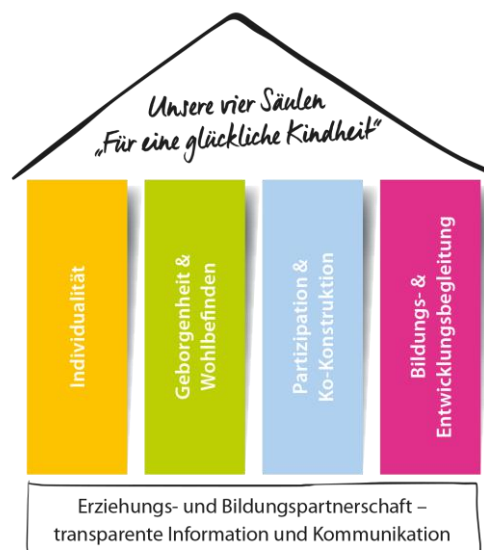 Unsere vier Säulen
„Für eine glückliche Kindheit“
Individualität
Geborgenheit &
Wohlbefinden
Partizipation &
Ko-Konstruktion
Bildungs- &
Entwicklungsbegleitung
Erziehungs- und Bildungspartnerschaft –
transparente Information und Kommunikation